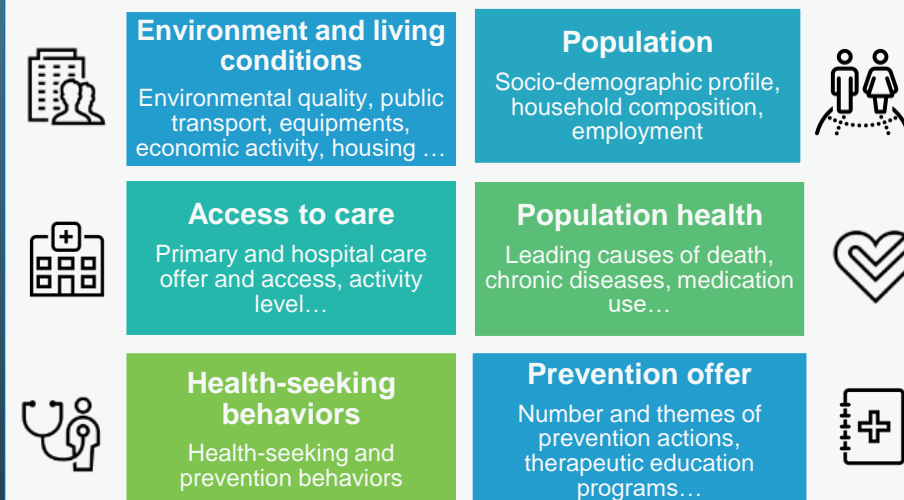 Environment and living
conditions
Environmental quality, public
transport, equipments,
economic activity, housing …
Population
Socio-demographic profile,
household composition,
employment
Access to care
Primary and hospital care
offer and access, activity
level…
Population health
Leading causes of death,
chronic diseases, medication
use…
Health-seeking
behaviors
Health-seeking and
prevention behaviors
Prevention offer
Number and themes of
prevention actions,
therapeutic education
programs…